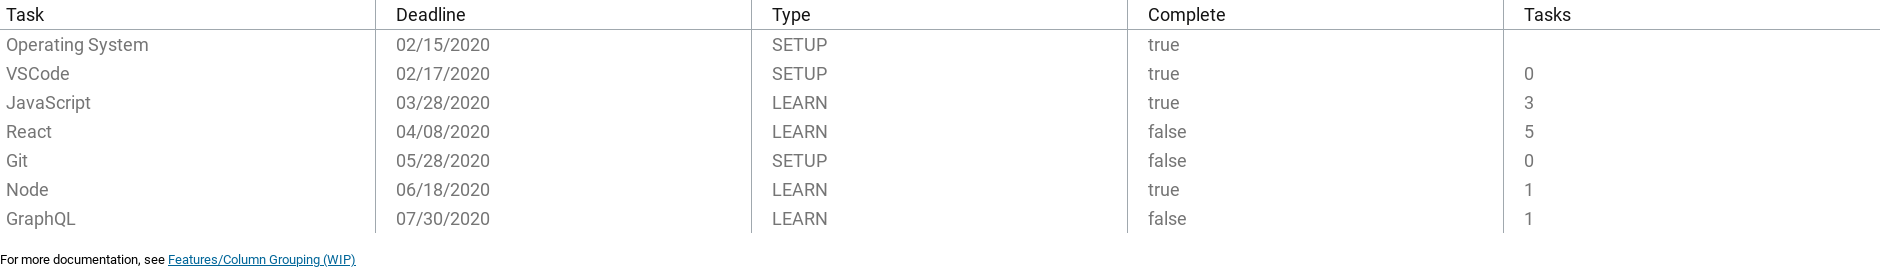 Task Deadline Type Complete Tasks
Operating System 02/15/2020 SETUP true
VSCode 02/17/2020 SETUP true 0
JavaScript 03/28/2020 LEARN true 3
React 04/08/2020 LEARN false 5
Git 05/28/2020 SETUP false 0
Node 06/18/2020 LEARN true 1
GraphQL 07/30/2020 LEARN false 1
For more documentation, see Features/Column Grouping (WIP)